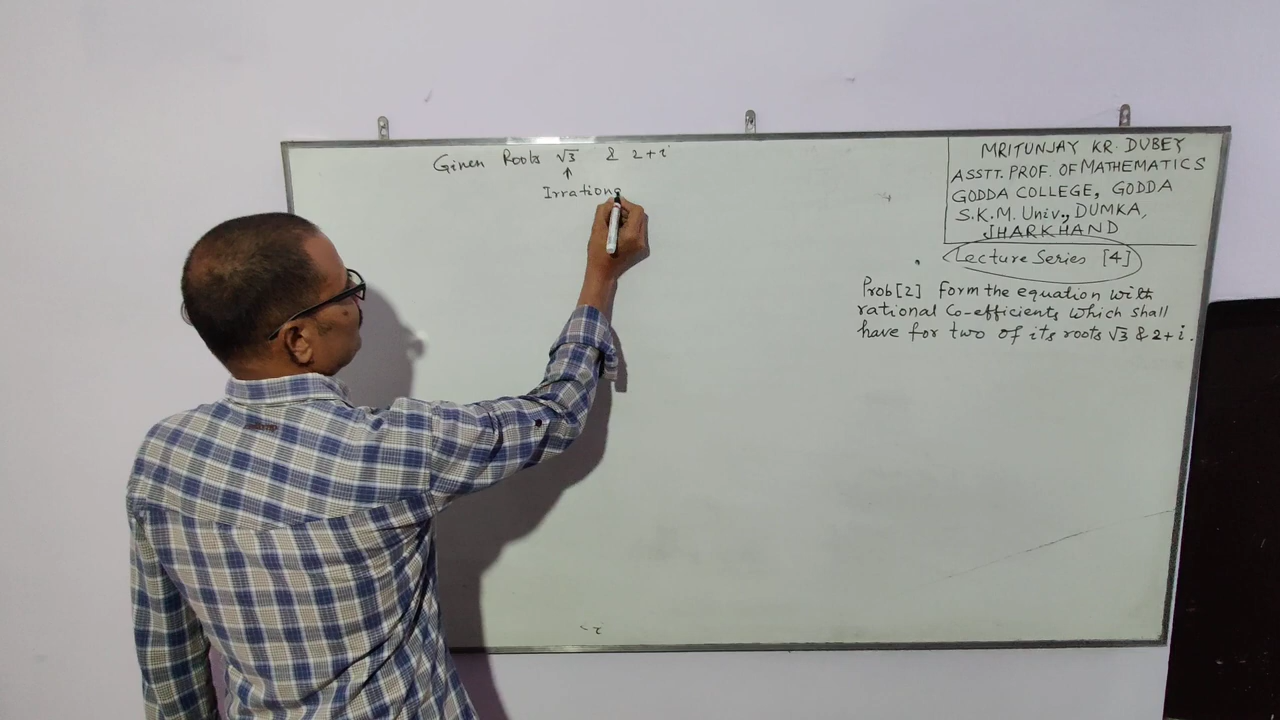 Given Roots √3 & 2+i
↑
Irration
MRITUNJAY KR. DUBEY
ASSTT. PROF. OF MATHEMATICS
GODDA COLLEGE, GODDA
S.K.M. Univ., DUMKA,
JHARKHAND
Lecture Series [4]
Prob[2] Form the equation with
rational Co-efficients which shall
have for two of its roots √3 & 2+i.
-i